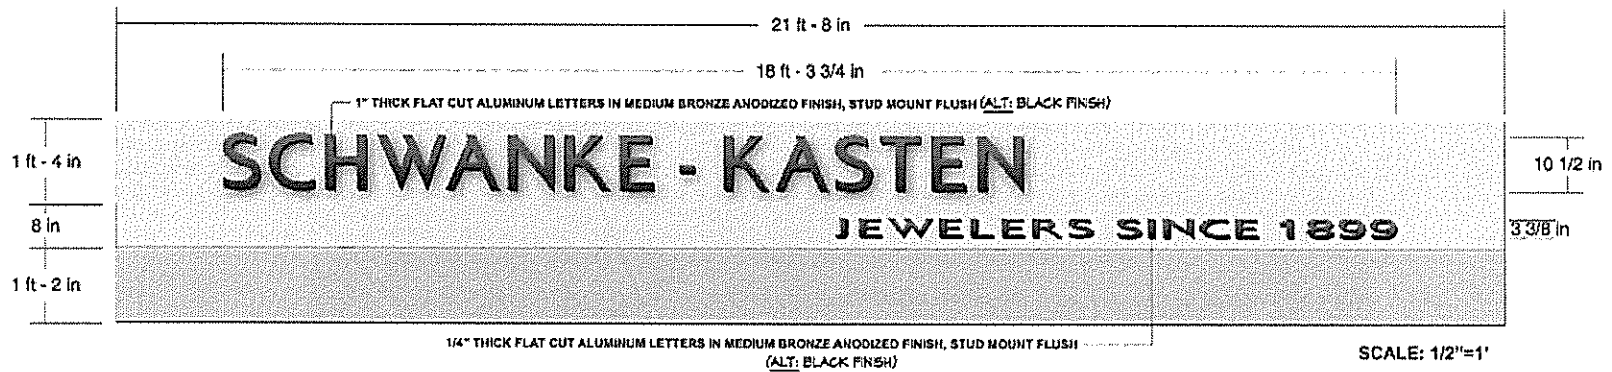 21 ft - 8 in
18 ft - 3 3/4 in
1" THICK FLAT CUT ALUMINUM LETTERS IN MEDIUM BRONZE ANODIZED FINISH, STUD MOUNT FLUSH (ALT: BLACK FINISH)
1 ft - 4 in
SCHWANKE - KASTEN
10 1/2 in
8 in
JEWELERS SINCE 1899
3 3/8 in
1 ft - 2 in
1/4" THICK FLAT CUT ALUMINUM LETTERS IN MEDIUM BRONZE ANODIZED FINISH, STUD MOUNT FLUSH
(ALT: BLACK FINISH)
SCALE: 1/2"=1'